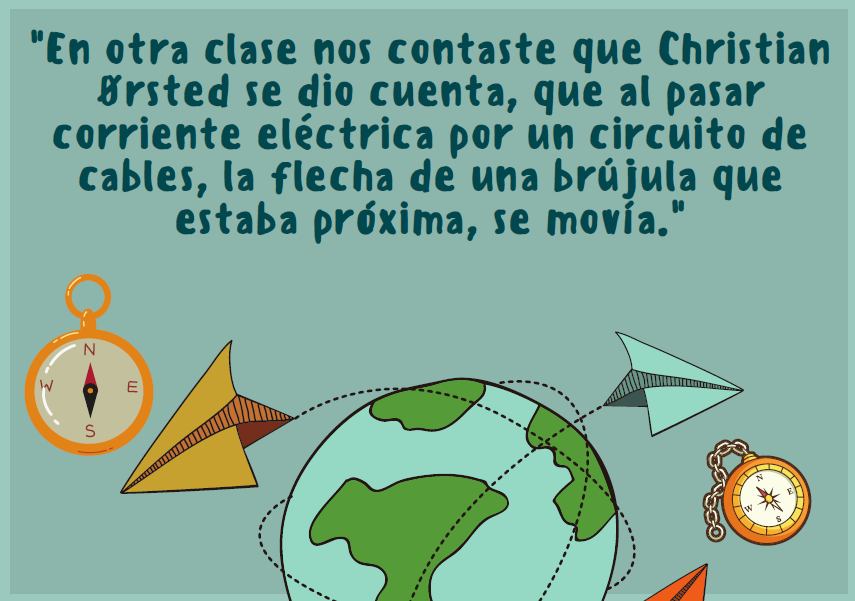 "En otra clase nos contaste que Christian
Ørsted se dio cuenta, que al pasar
corriente eléctrica por un circuito de
cables, la flecha de una brújula que
estaba próxima, se movía."
N
W E
S
N
E
W
S